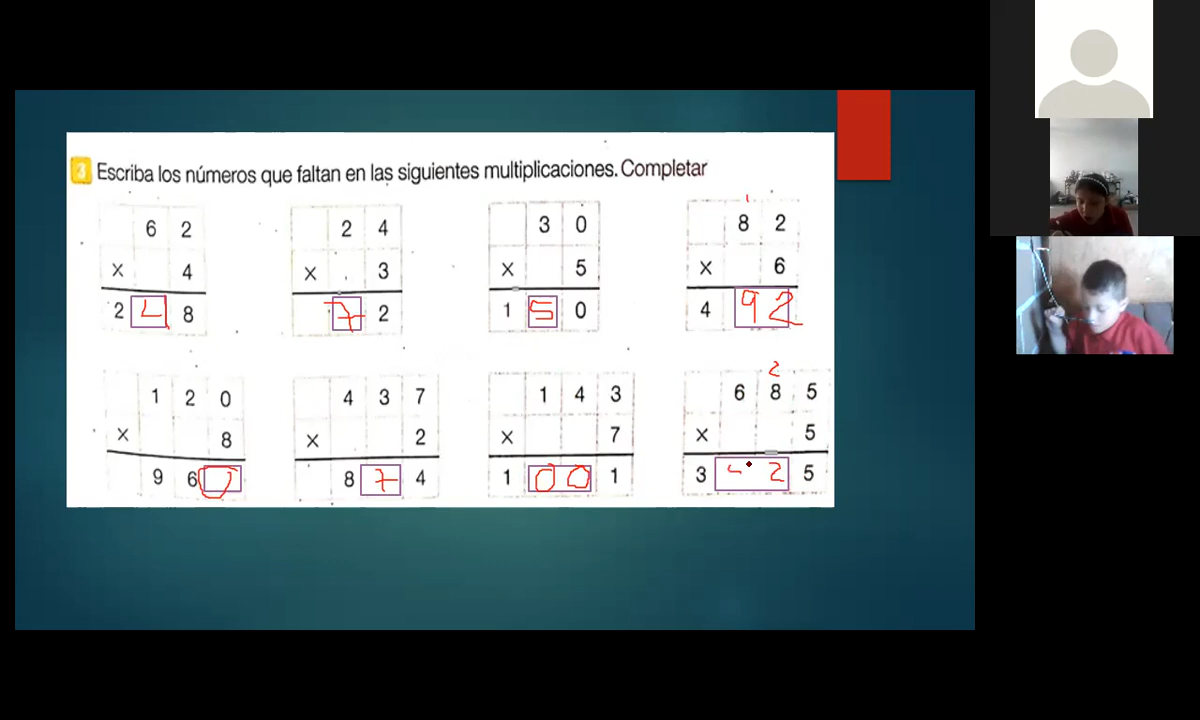 3 Escriba los números que faltan en las siguientes multiplicaciones. Completar
6 2
x 4
2 4 8
2 4
x 3
7 2
3 0
x 5
1 5 0
1
8 2
x 6
4 9 2
1 2 0
x 8
9 6 0
4 3 7
x 2
8 7 4
1 4 3
x 7
1 0 0 1
2
6 8 5
x 5
3 4 2 5